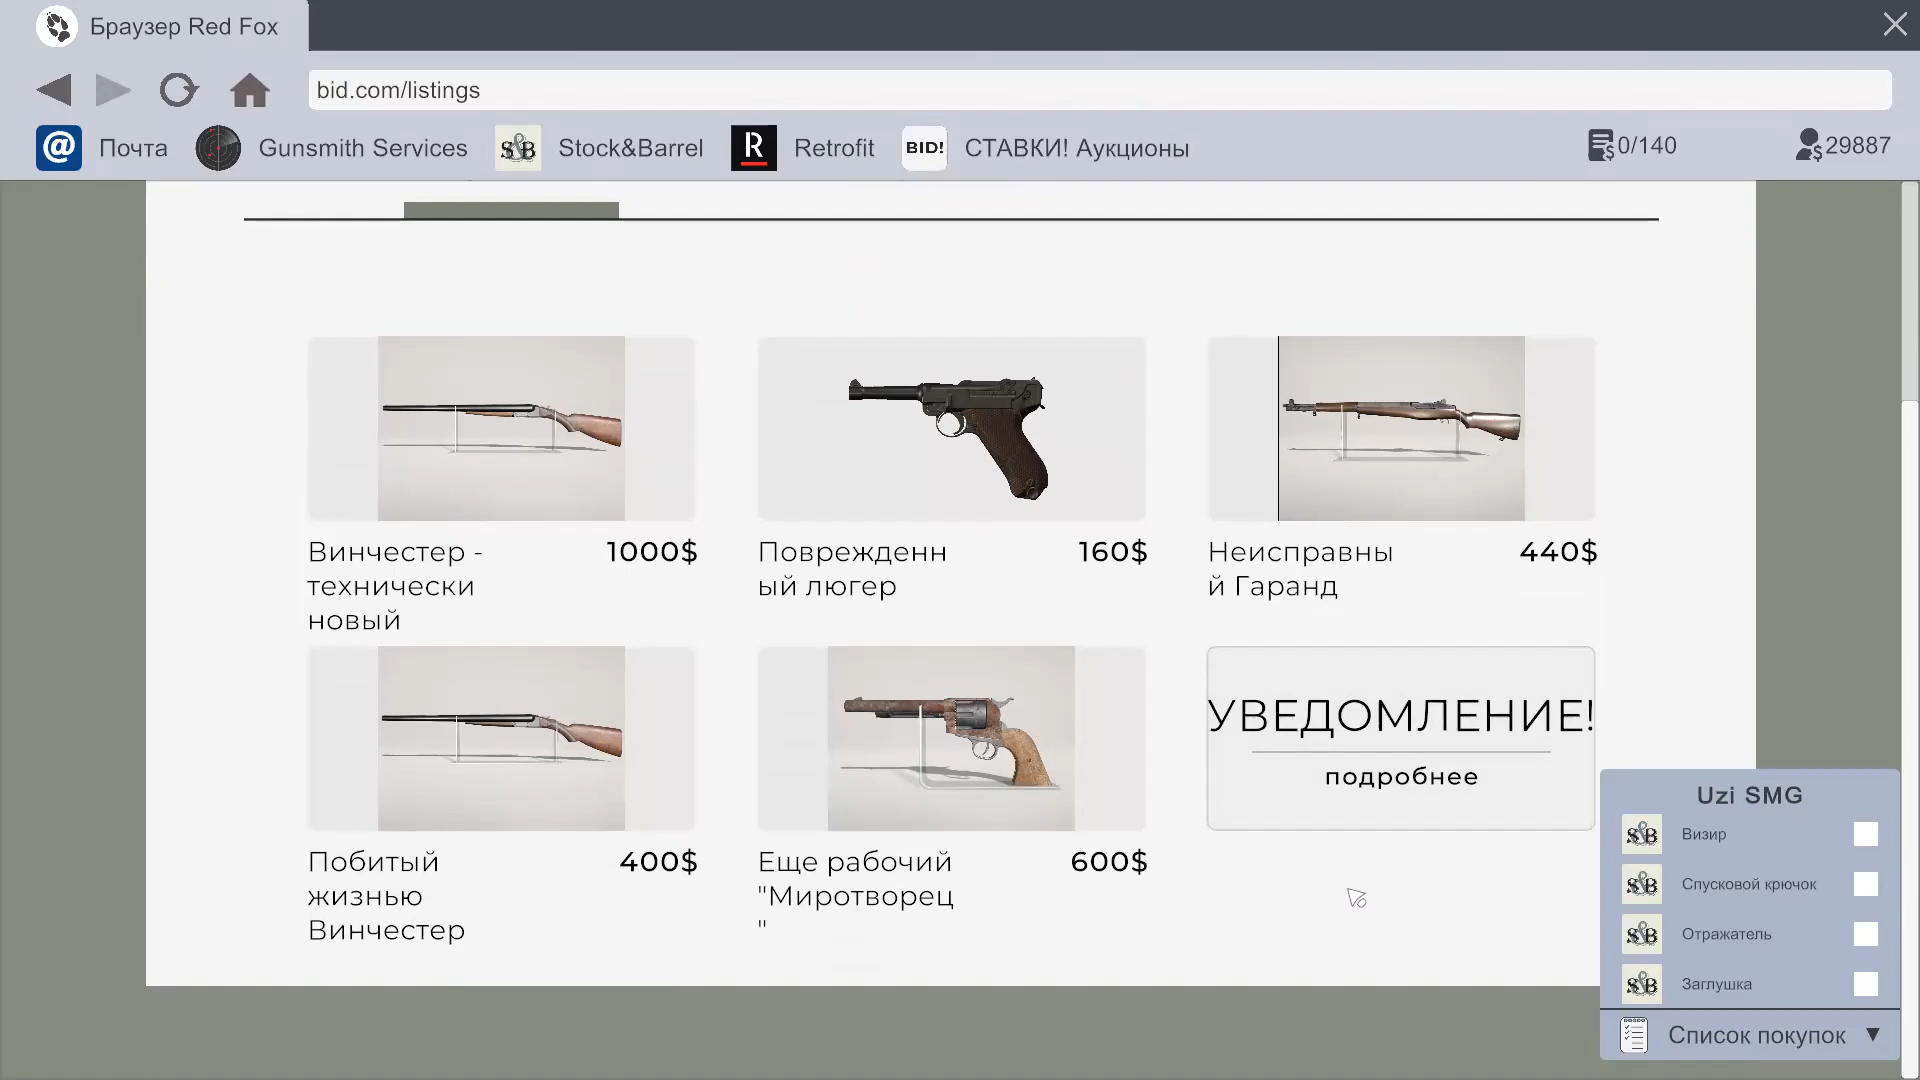 Браузер Red Fox
bid.com/listings
@ Почта
Gunsmith Services
S&B Stock&Barrel
R Retrofit
BID! СТАВКИ! Аукционы
0/140
29887
Винчестер - 1000$
технически
новый
Поврежденн 160$
ый люгер
Неисправны 440$
й Гаранд
Побитый 400$
жизнью
Винчестер
Еще рабочий 600$
"Миротворец
"
УВЕДОМЛЕНИЕ!
подробнее
Uzi SMG
S&B Визир
S&B Спусковой крючок
S&B Отражатель
S&B Заглушка
Список покупок